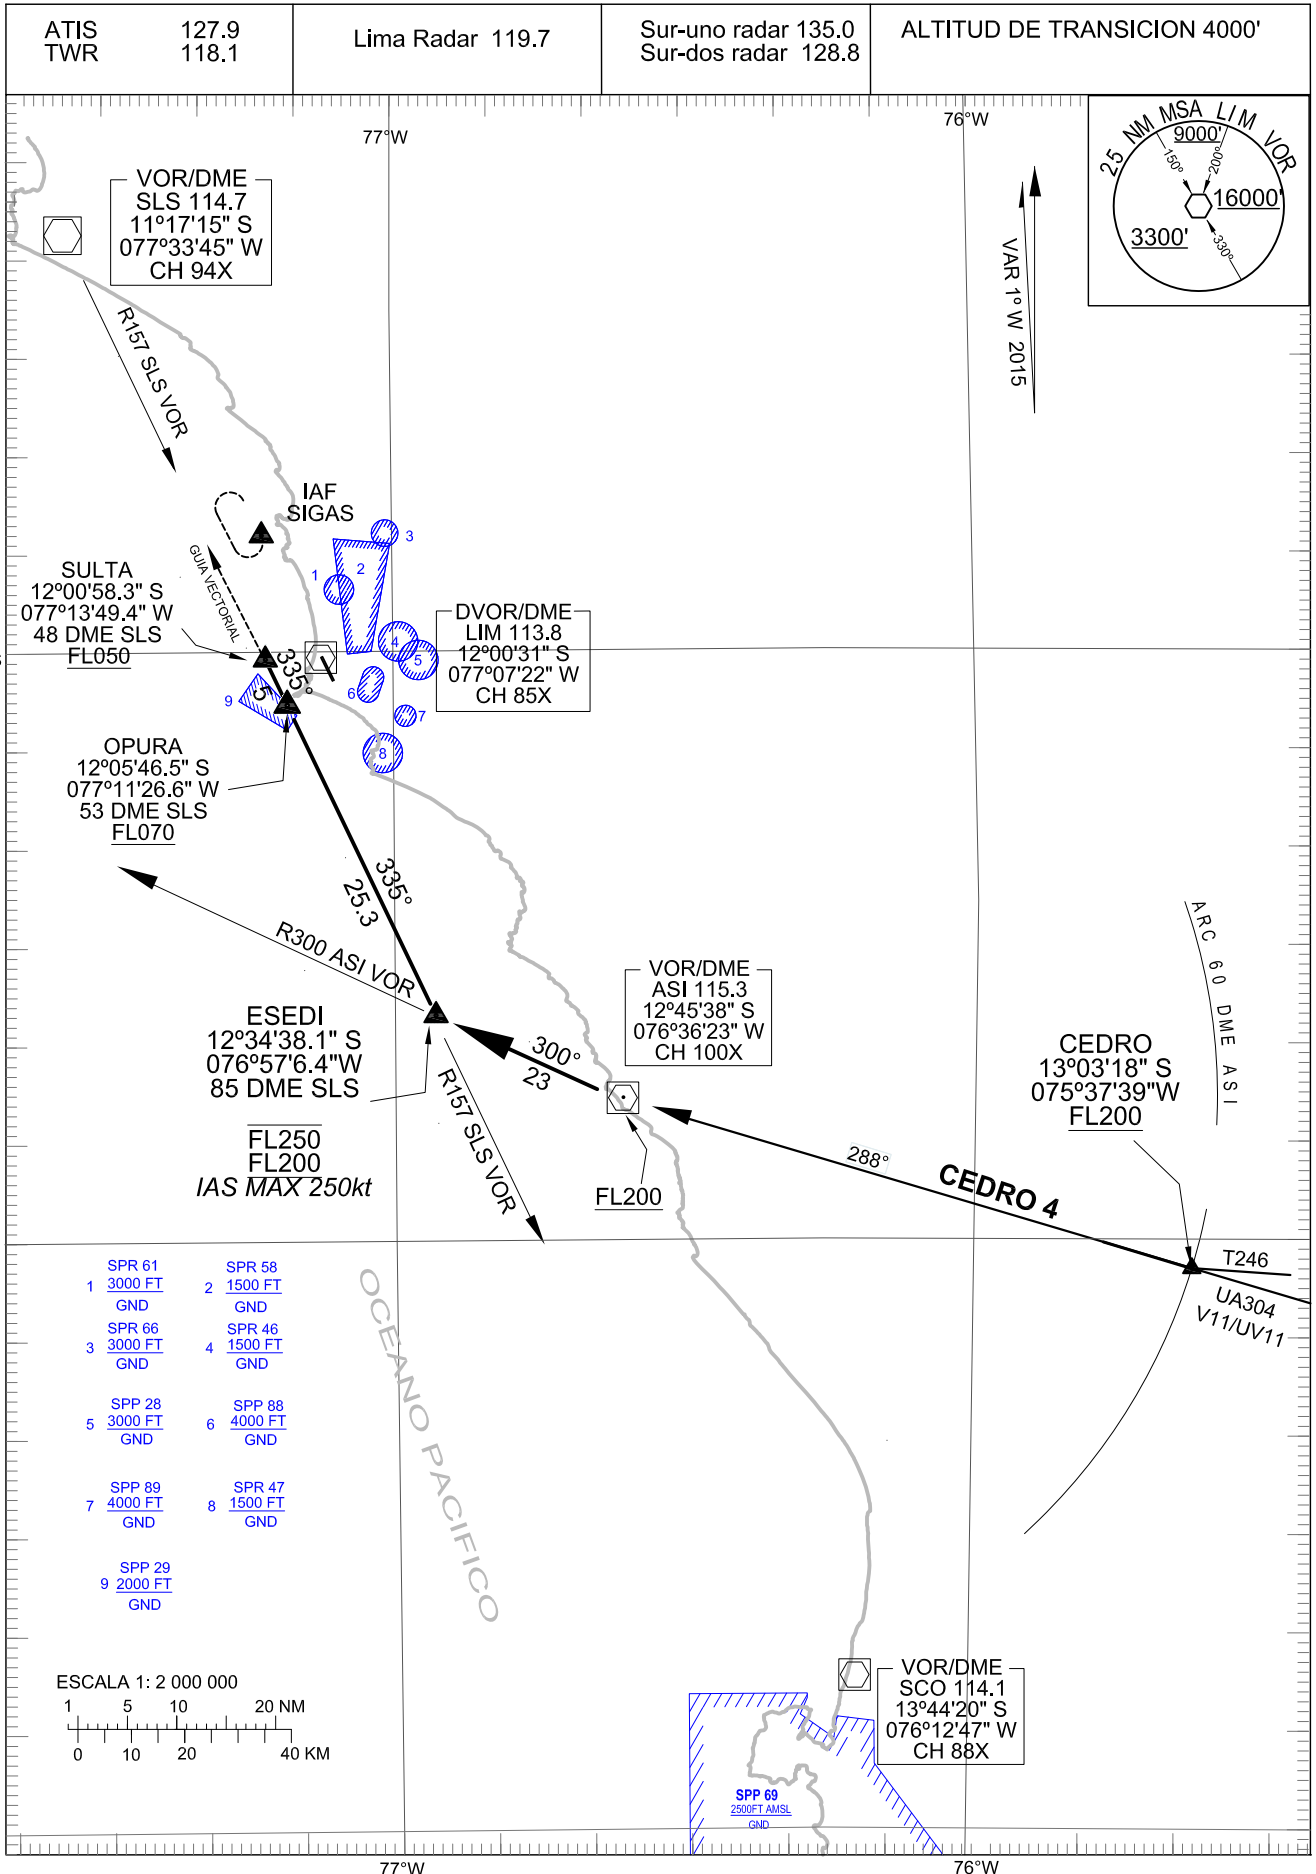 ATIS 127.9
TWR 118.1
Lima Radar 119.7
Sur-uno radar 135.0
Sur-dos radar 128.8
ALTITUD DE TRANSICION 4000'
77°W
76°W
25 NM MSA LIM VOR
9000'
150°
200°
16000'
3300'
330°
VAR 1° W 2015
VOR/DME
SLS 114.7
11°17'15" S
077°33'45" W
CH 94X
R157 SLS VOR
IAF
SIGAS
GUIA VECTORIAL
SULTA
12°00'58.3" S
077°13'49.4" W
48 DME SLS
FL050
3
1
2
4
5
6
7
8
9
DVOR/DME
LIM 113.8
12°00'31" S
077°07'22" W
CH 85X
335°
5
OPURA
12°05'46.5" S
077°11'26.6" W
53 DME SLS
FL070
335°
25.3
R300 ASI VOR
ESEDI
12°34'38.1" S
076°57'6.4"W
85 DME SLS
FL250
FL200
IAS MAX 250kt
300°
23
R157 SLS VOR
VOR/DME
ASI 115.3
12°45'38" S
076°36'23" W
CH 100X
FL200
ARC 60 DME ASI
CEDRO
13°03'18" S
075°37'39"W
FL200
288°
CEDRO 4
T246
UA304
V11/UV11
OCEANO PACIFICO
1 SPR 61
3000 FT
GND
2 SPR 58
1500 FT
GND
3 SPR 66
3000 FT
GND
4 SPR 46
1500 FT
GND
5 SPP 28
3000 FT
GND
6 SPP 88
4000 FT
GND
7 SPP 89
4000 FT
GND
8 SPR 47
1500 FT
GND
9 SPP 29
2000 FT
GND
ESCALA 1: 2 000 000
1 5 10 20 NM
0 10 20 40 KM
VOR/DME
SCO 114.1
13°44'20" S
076°12'47" W
CH 88X
SPP 69
2500FT AMSL
GND
77°W
76°W